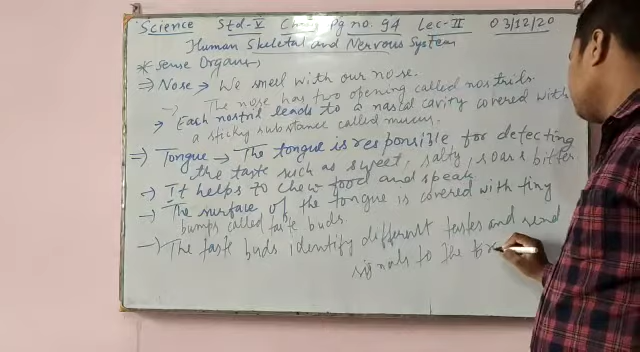 Science Std-V Chap Pg no. 94 Lec-II 03/12/20
Human Skeletal and Nervous System
* Sense Organs
⇒ Nose → We smell with our nose.
→ The nose has two opening called nostrils.
→ Each nostril leads to a nasal cavity covered with
a sticky substance called mucus.
⇒ Tongue → The tongue is responsible for detecting
the taste such as sweet, salty, sour & bitter.
→ It helps to chew food and speak
→ The surface of the tongue is covered with tiny
bumps called taste buds
→ The taste buds identify different tastes and send
signals to the br